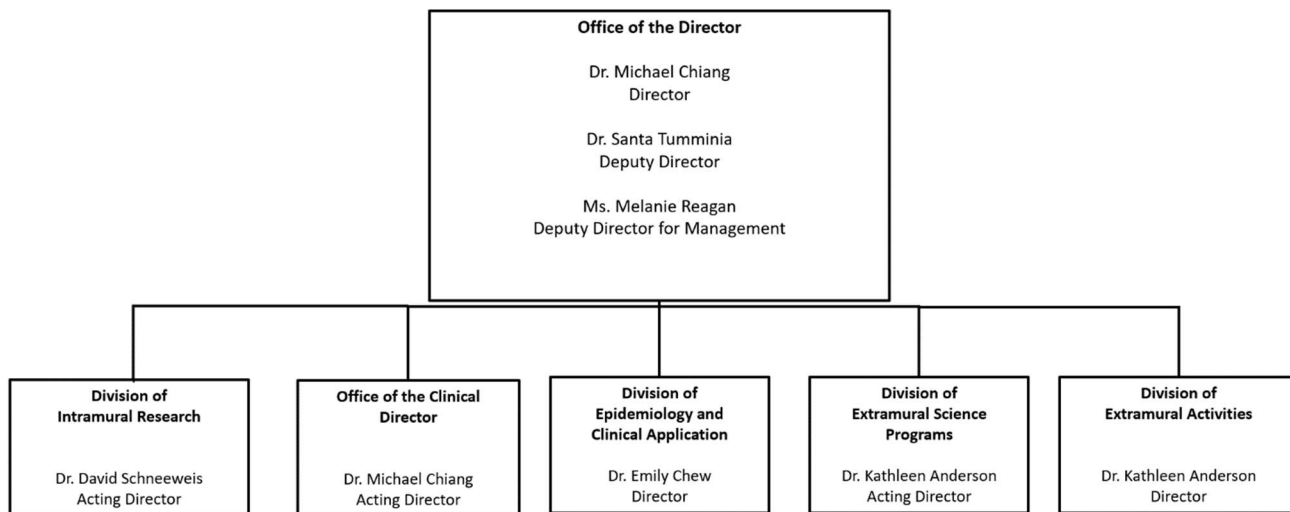 Office of the Director
Dr. Michael Chiang
Director
Dr. Santa Tumminia
Deputy Director
Ms. Melanie Reagan
Deputy Director for Management
Division of
Intramural Research
Dr. David Schneeweis
Acting Director
Office of the Clinical
Director
Dr. Michael Chiang
Acting Director
Division of
Epidemiology and
Clinical Application
Dr. Emily Chew
Director
Division of
Extramural Science
Programs
Dr. Kathleen Anderson
Acting Director
Division of
Extramural Activities
Dr. Kathleen Anderson
Director